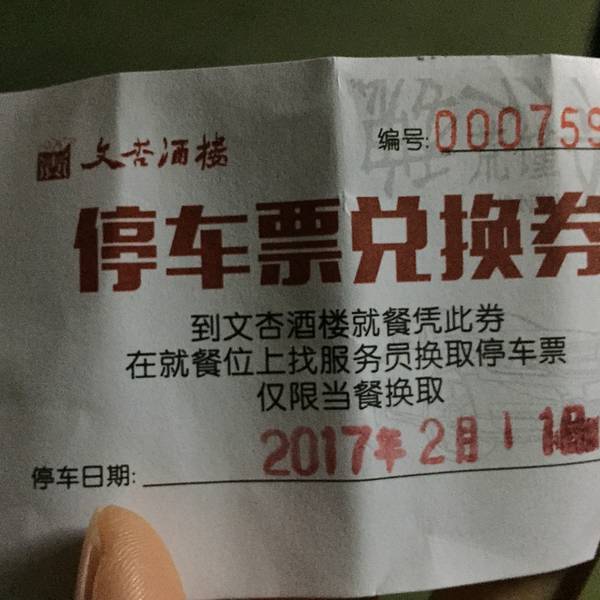 文杏酒楼
编号: 000759
停车票兑换券
到文杏酒楼就餐凭此券
在就餐位上找服务员换取停车票
仅限当餐换取
停车日期: 2017年2月